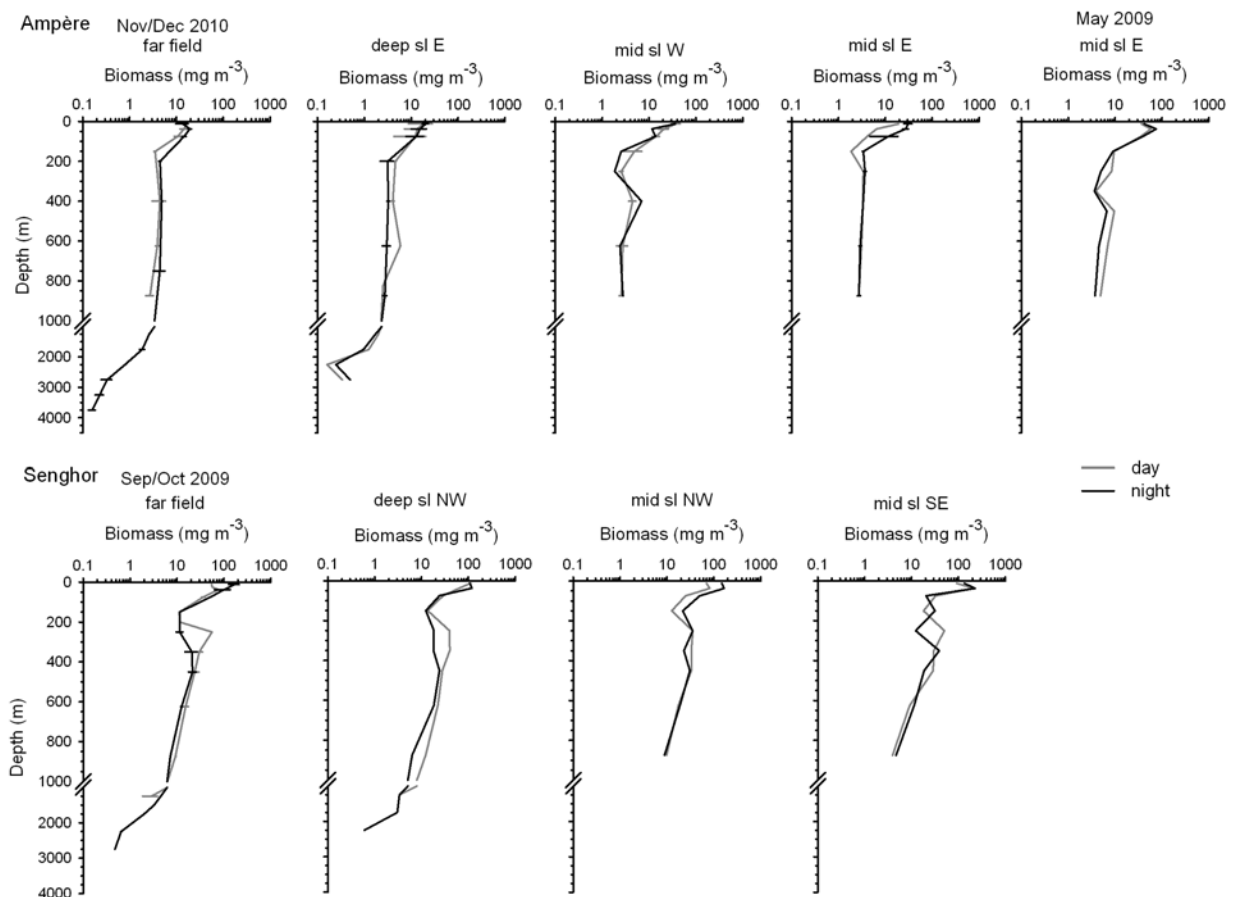 Ampère
Nov/Dec 2010
May 2009
far field
deep sl E
mid sl W
mid sl E
mid sl E
Biomass (mg m-3)
Biomass (mg m-3)
Biomass (mg m-3)
Biomass (mg m-3)
Biomass (mg m-3)
0.1 1 10 100 1000
0.1 1 10 100 1000
0.1 1 10 100 1000
0.1 1 10 100 1000
0.1 1 10 100 1000
0
200
400
600
800
1000
2000
3000
4000
Depth (m)
Senghor
Sep/Oct 2009
far field
deep sl NW
mid sl NW
mid sl SE
day
night
Biomass (mg m-3)
Biomass (mg m-3)
Biomass (mg m-3)
Biomass (mg m-3)
0.1 1 10 100 1000
0.1 1 10 100 1000
0.1 1 10 100 1000
0.1 1 10 100 1000
0
200
400
600
800
1000
2000
3000
4000
Depth (m)